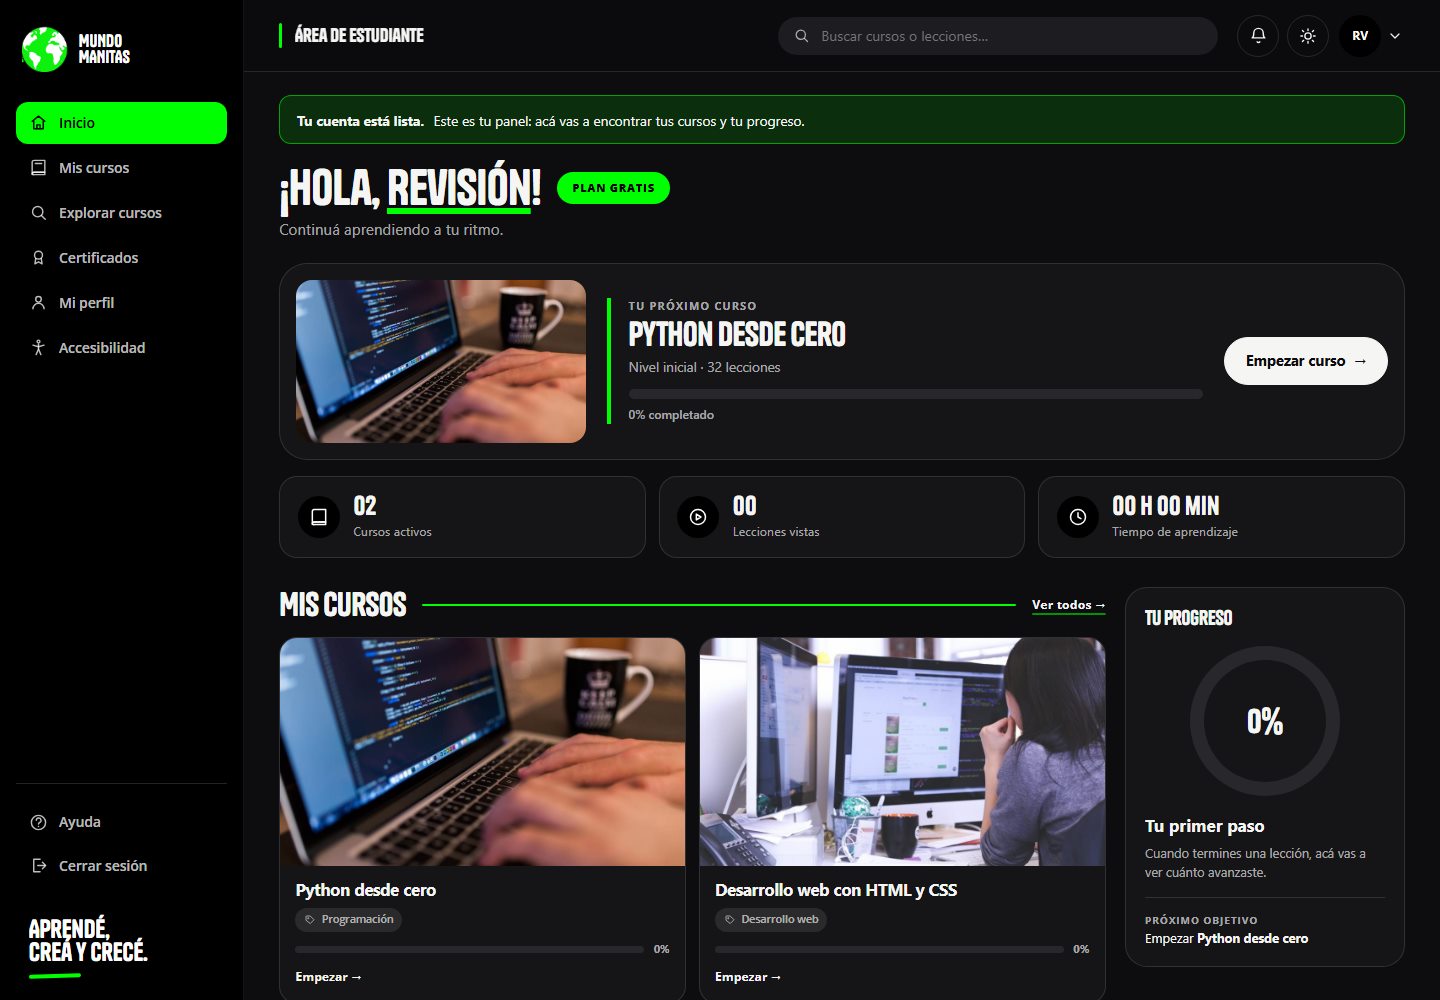 MUNDO
MANITAS
Inicio
Mis cursos
Explorar cursos
Certificados
Mi perfil
Accesibilidad
Ayuda
Cerrar sesión
APRENDÉ,
CREÁ Y CRECÉ.
ÁREA DE ESTUDIANTE
Buscar cursos o lecciones...
RV
Tu cuenta está lista. Este es tu panel: acá vas a encontrar tus cursos y tu progreso.
¡HOLA, REVISIÓN!
PLAN GRATIS
Continuá aprendiendo a tu ritmo.
TU PRÓXIMO CURSO
PYTHON DESDE CERO
Nivel inicial · 32 lecciones
0% completado
Empezar curso →
02
Cursos activos
00
Lecciones vistas
00 H 00 MIN
Tiempo de aprendizaje
MIS CURSOS
Ver todos →
Python desde cero
Programación
0%
Empezar →
Desarrollo web con HTML y CSS
Desarrollo web
0%
Empezar →
TU PROGRESO
0%
Tu primer paso
Cuando termines una lección, acá vas a
ver cuánto avanzaste.
PRÓXIMO OBJETIVO
Empezar Python desde cero